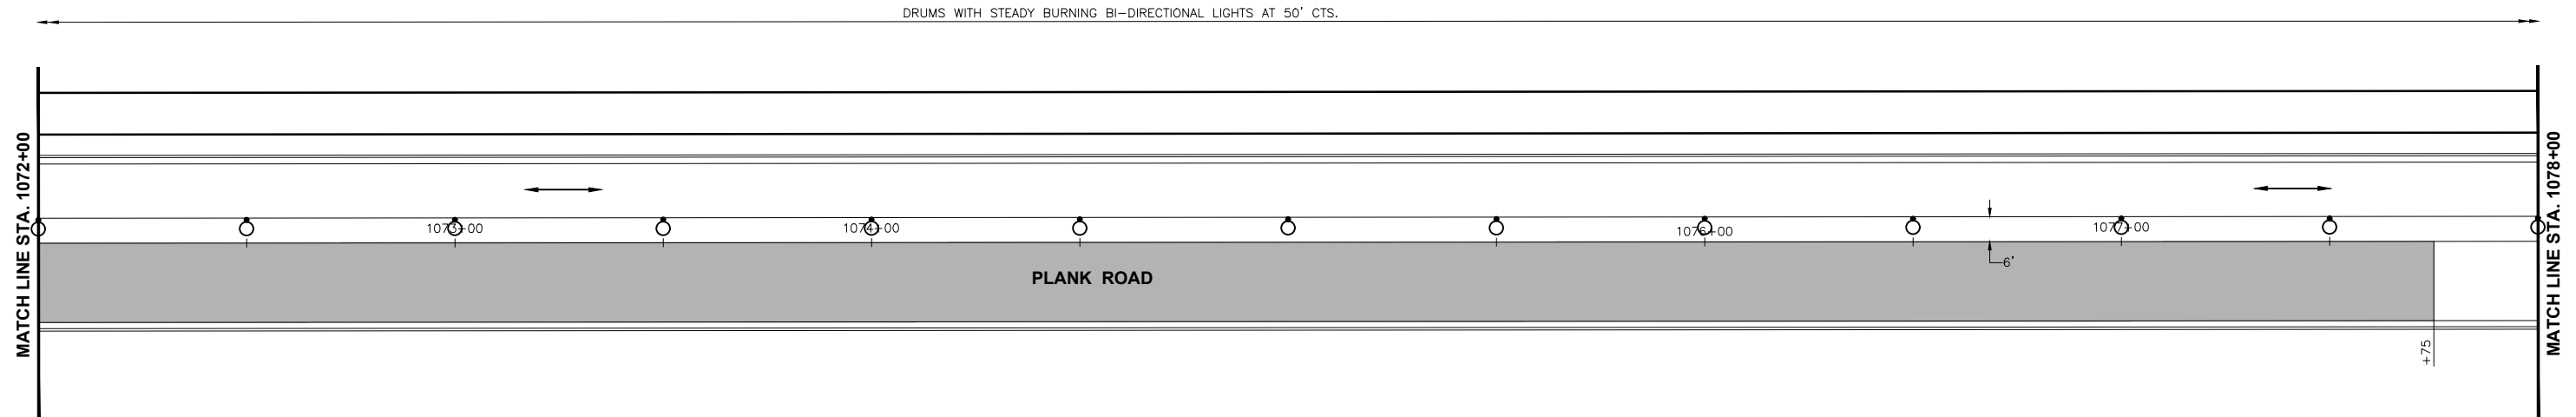 DRUMS WITH STEADY BURNING BI-DIRECTIONAL LIGHTS AT 50' CTS.
MATCH LINE STA. 1072+00
MATCH LINE STA. 1078+00
1073+00
1074+00
1076+00
1077+00
6'
PLANK ROAD
+75